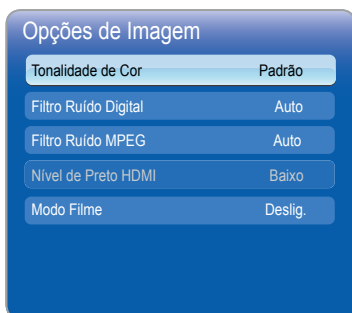 Opções de Imagem
Tonalidade de Cor Padrão
Filtro Ruído Digital Auto
Filtro Ruído MPEG Auto
Nível de Preto HDMI Baixo
Modo Filme Deslig.